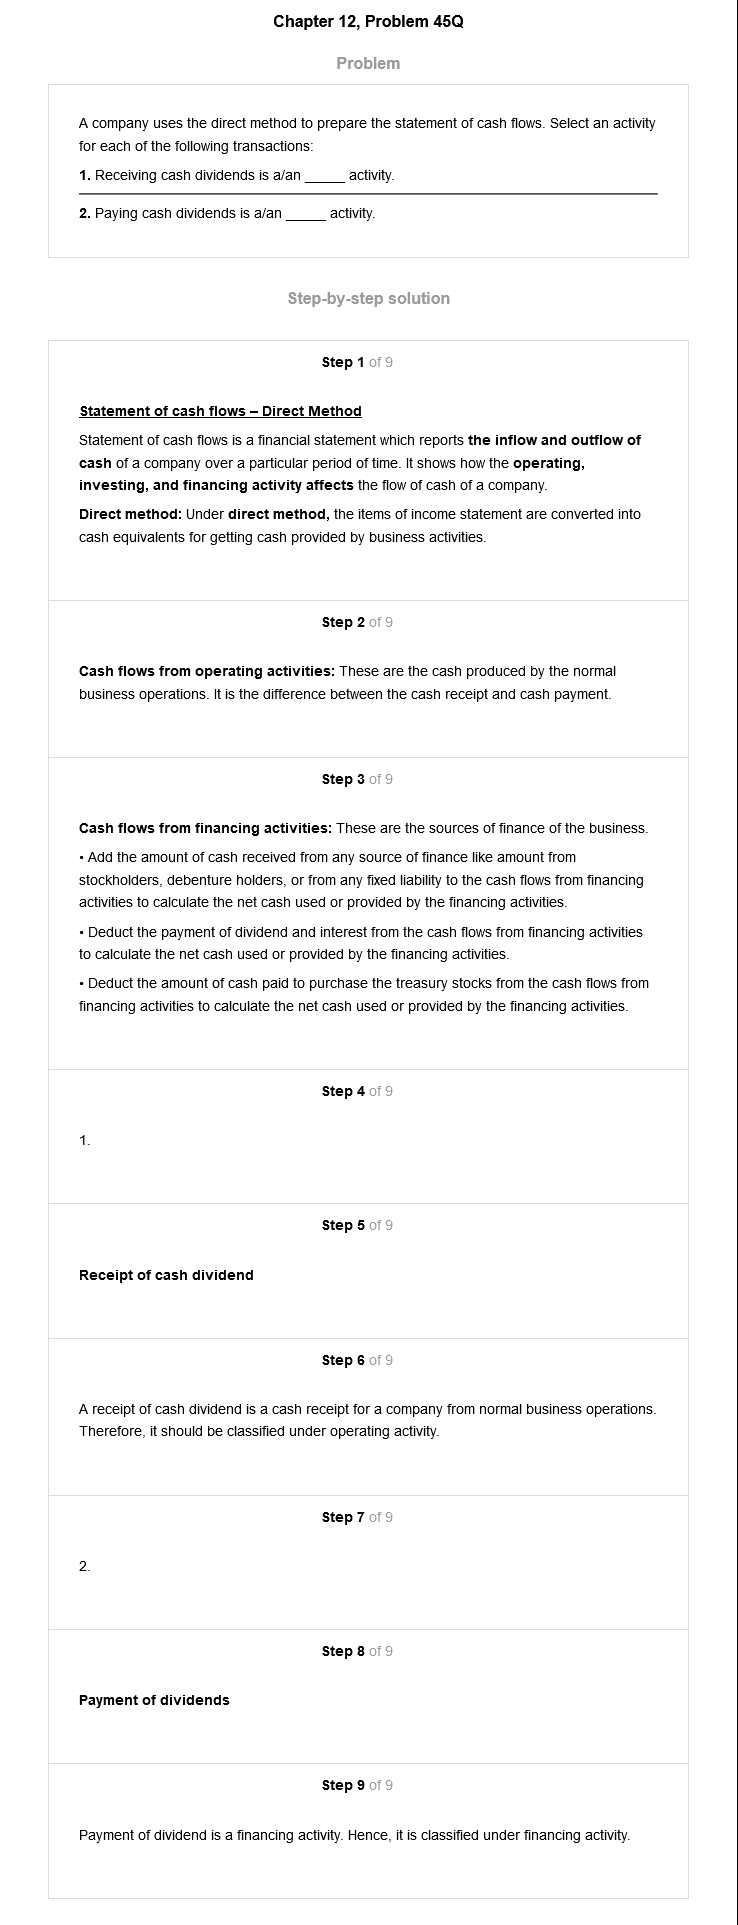 Chapter 12, Problem 45Q
Problem
A company uses the direct method to prepare the statement of cash flows. Select an activity
for each of the following transactions:
1. Receiving cash dividends is a/an _____ activity.
2. Paying cash dividends is a/an _____ activity.
Step-by-step solution
Step 1 of 9
Statement of cash flows – Direct Method
Statement of cash flows is a financial statement which reports the inflow and outflow of
cash of a company over a particular period of time. It shows how the operating,
investing, and financing activity affects the flow of cash of a company.
Direct method: Under direct method, the items of income statement are converted into
cash equivalents for getting cash provided by business activities.
Step 2 of 9
Cash flows from operating activities: These are the cash produced by the normal
business operations. It is the difference between the cash receipt and cash payment.
Step 3 of 9
Cash flows from financing activities: These are the sources of finance of the business.
• Add the amount of cash received from any source of finance like amount from
stockholders, debenture holders, or from any fixed liability to the cash flows from financing
activities to calculate the net cash used or provided by the financing activities.
• Deduct the payment of dividend and interest from the cash flows from financing activities
to calculate the net cash used or provided by the financing activities.
• Deduct the amount of cash paid to purchase the treasury stocks from the cash flows from
financing activities to calculate the net cash used or provided by the financing activities.
Step 4 of 9
1.
Step 5 of 9
Receipt of cash dividend
Step 6 of 9
A receipt of cash dividend is a cash receipt for a company from normal business operations.
Therefore, it should be classified under operating activity.
Step 7 of 9
2.
Step 8 of 9
Payment of dividends
Step 9 of 9
Payment of dividend is a financing activity. Hence, it is classified under financing activity.